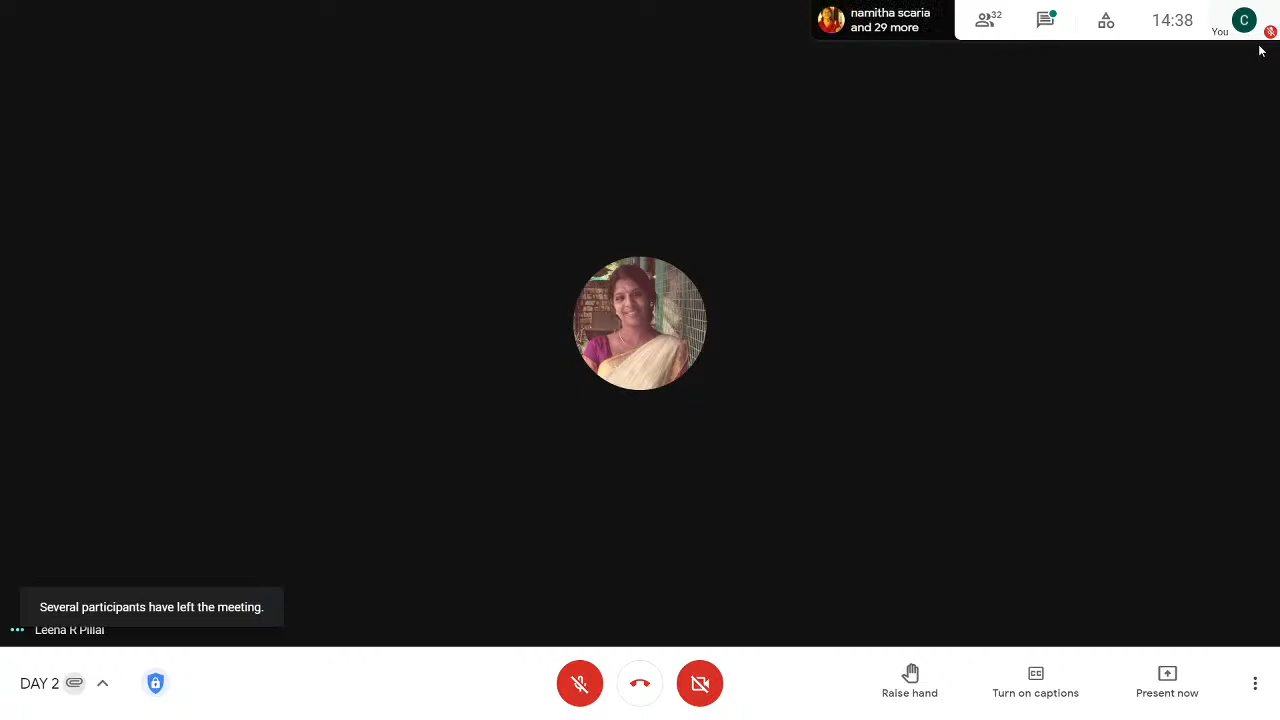 namitha scaria
and 29 more
32
14:38
You
C
Several participants have left the meeting.
Leena R Pillai
DAY 2
Raise hand
CC
Turn on captions
Present now